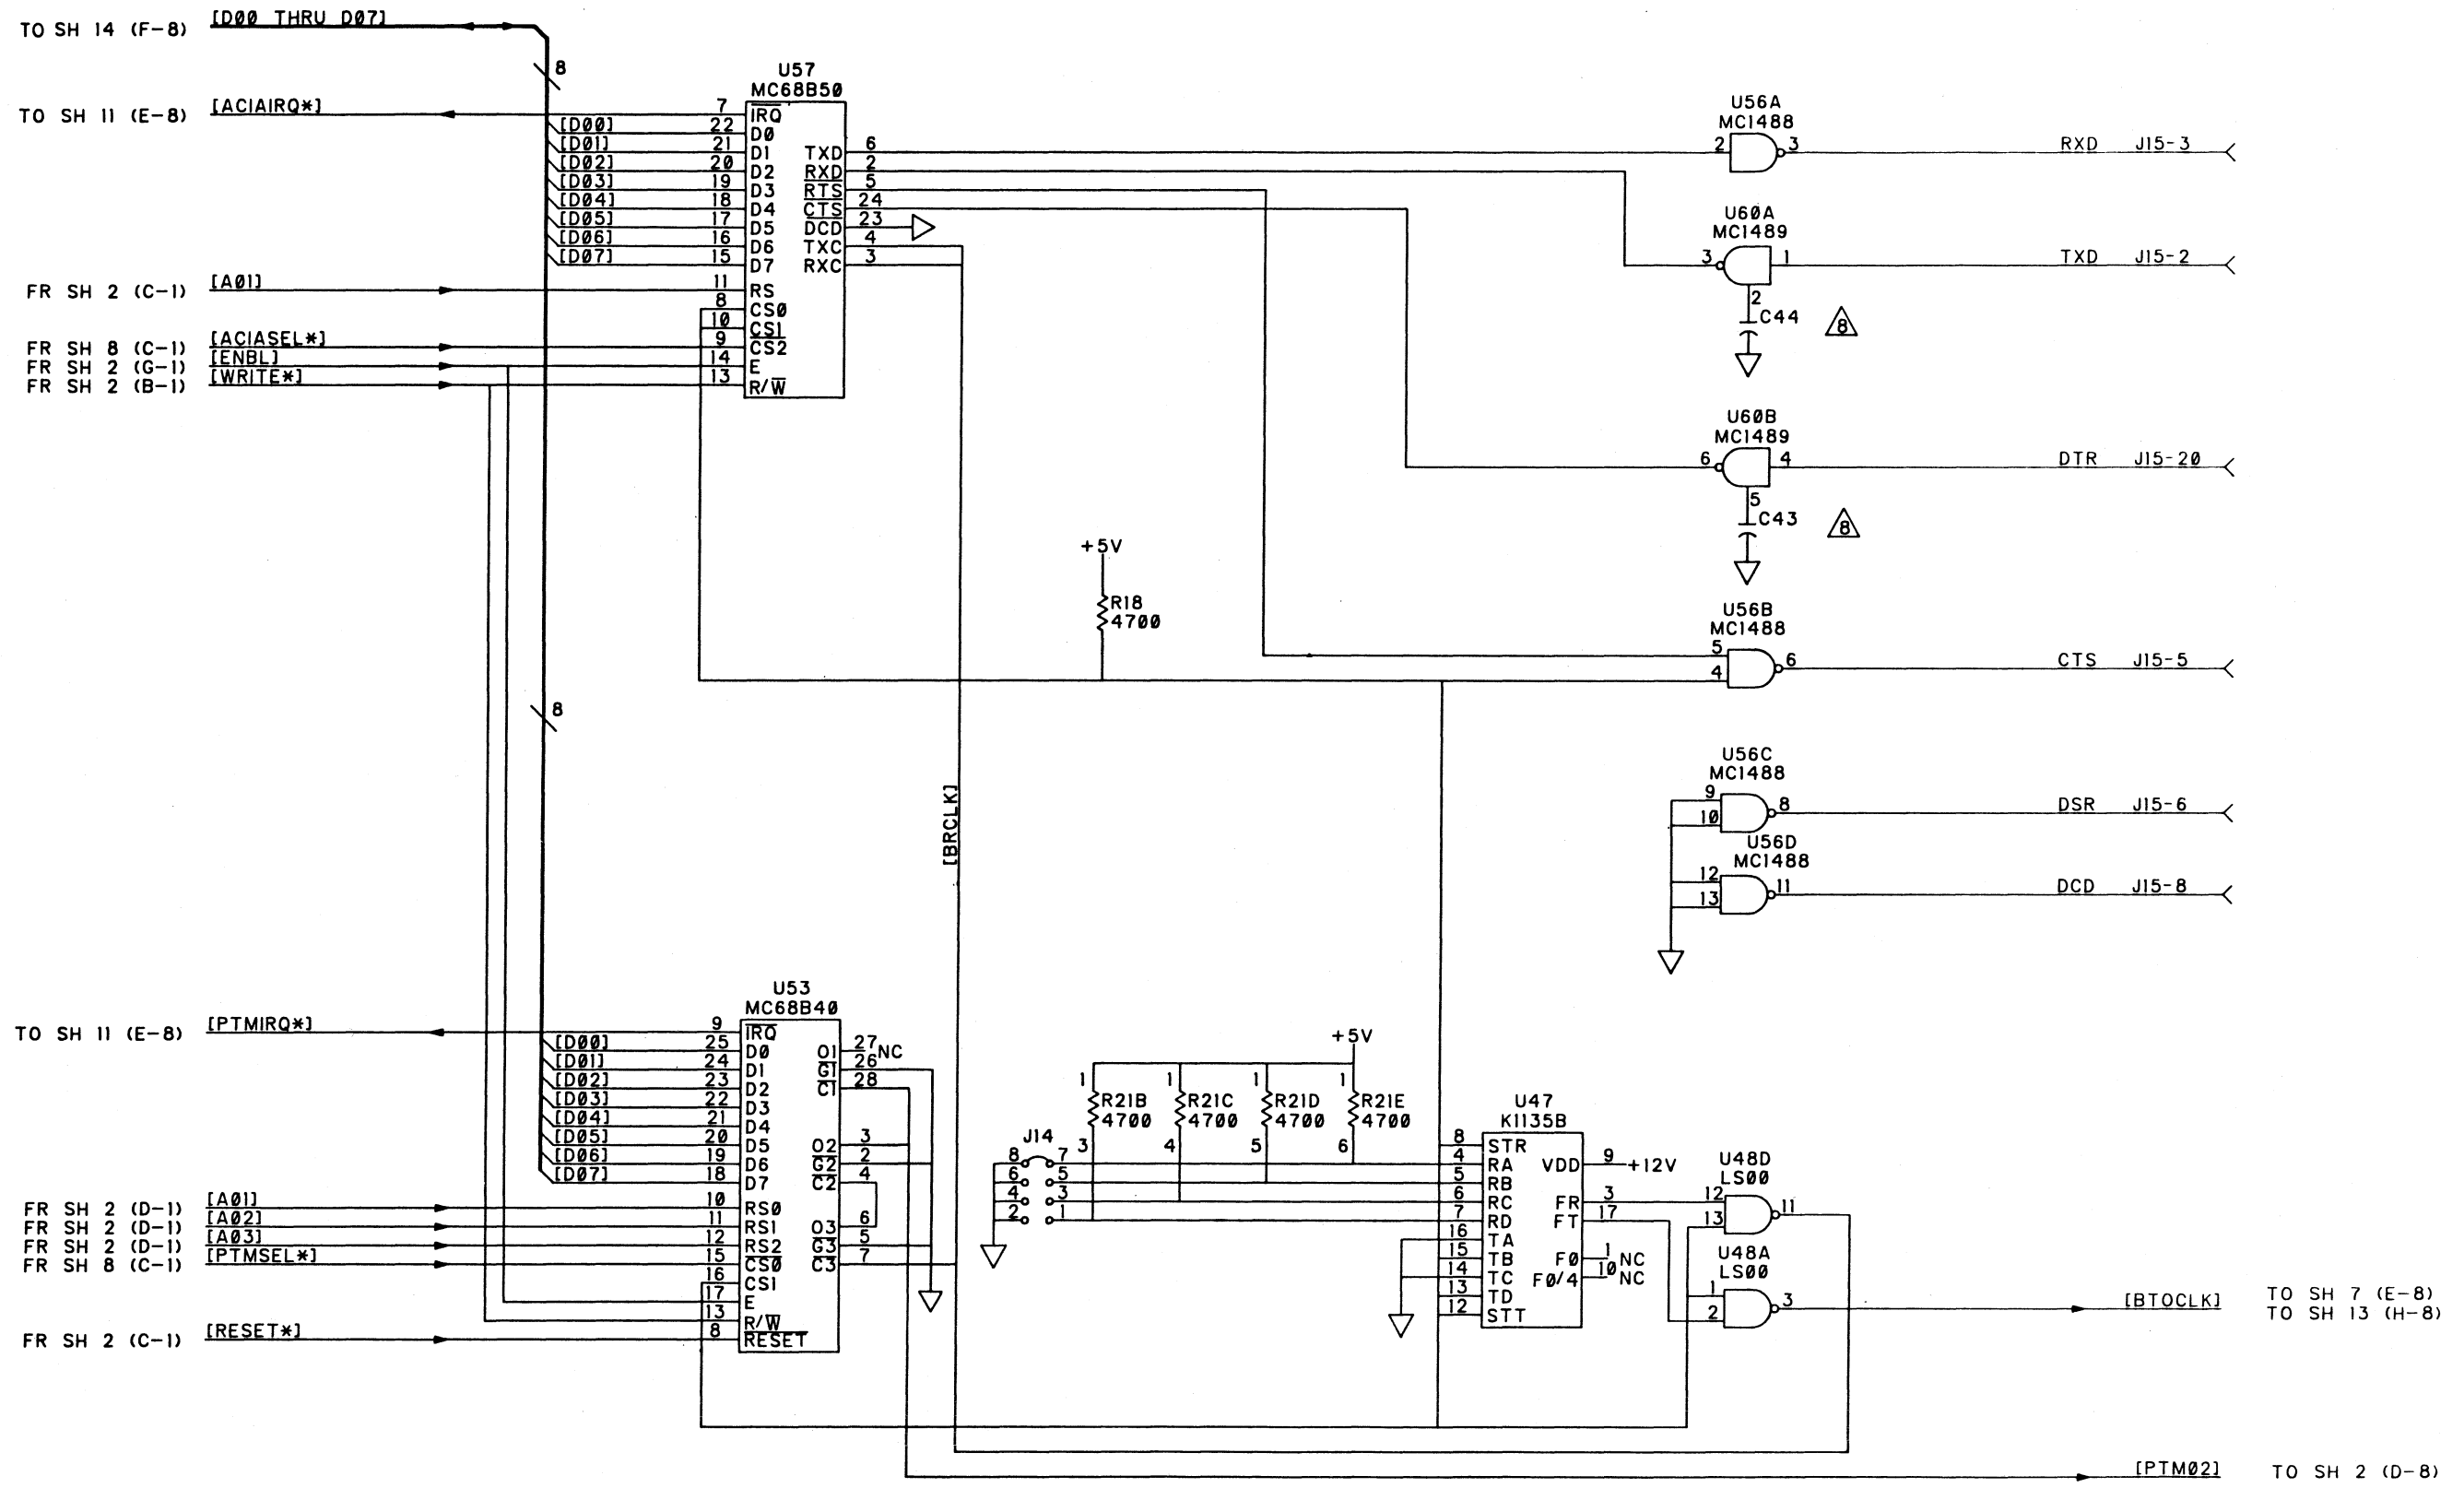 TO SH 14 (F-8) [D00 THRU D07]
8
U57
MC68B50
TO SH 11 (E-8) [ACIAIRQ*] 7 IRQ
[D00] 22 D0
[D01] 21 D1 TXD 6
[D02] 20 D2 RXD 2
[D03] 19 D3 RTS 5
[D04] 18 D4 CTS 24
[D05] 17 D5 DCD 23
[D06] 16 D6 TXC 4
[D07] 15 D7 RXC 3
FR SH 2 (C-1) [A01] 11 RS
8 CS0
10 CS1
FR SH 8 (C-1) [ACIASEL*] 9 CS2
FR SH 2 (G-1) [ENBL] 14 E
FR SH 2 (B-1) [WRITE*] 13 R/W
U56A
MC1488
2 3 RXD J15-3
U60A
MC1489
3 1 TXD J15-2
2
C44 8
U60B
MC1489
6 4 DTR J15-20
5
C43 8
+5V
R18
4700
U56B
MC1488
5
4 6 CTS J15-5
8
U56C
MC1488
9
10 8 DSR J15-6
U56D
MC1488
12
13 11 DCD J15-8
[BRCLK]
U53
MC68B40
TO SH 11 (E-8) [PTMIRQ*] 9 IRQ
[D00] 25 D0 O1 27 NC
[D01] 24 D1 G1 26
[D02] 23 D2 C1 28
[D03] 22 D3
[D04] 21 D4
[D05] 20 D5 O2 3
[D06] 19 D6 G2 2
[D07] 18 D7 C2 4
FR SH 2 (D-1) [A01] 10 RS0
FR SH 2 (D-1) [A02] 11 RS1 O3 6
FR SH 2 (D-1) [A03] 12 RS2 G3 5
FR SH 8 (C-1) [PTMSEL*] 15 CS0 C3 7
16 CS1
17 E
13 R/W
FR SH 2 (C-1) [RESET*] 8 RESET
+5V
1 1 1 1
R21B R21C R21D R21E
4700 4700 4700 4700
3 4 5 6
J14
8 7
6 5
4 3
2 1
U47
K1135B
8 STR
4 RA VDD 9 +12V
5 RB
6 RC FR 3
7 RD FT 17
16 TA
15 TB F0 1 NC
14 TC F0/4 10 NC
13 TD
12 STT
U48D
LS00
12
13 11
U48A
LS00
1
2 3 [BTOCLK] TO SH 7 (E-8)
TO SH 13 (H-8)
[PTM02] TO SH 2 (D-8)